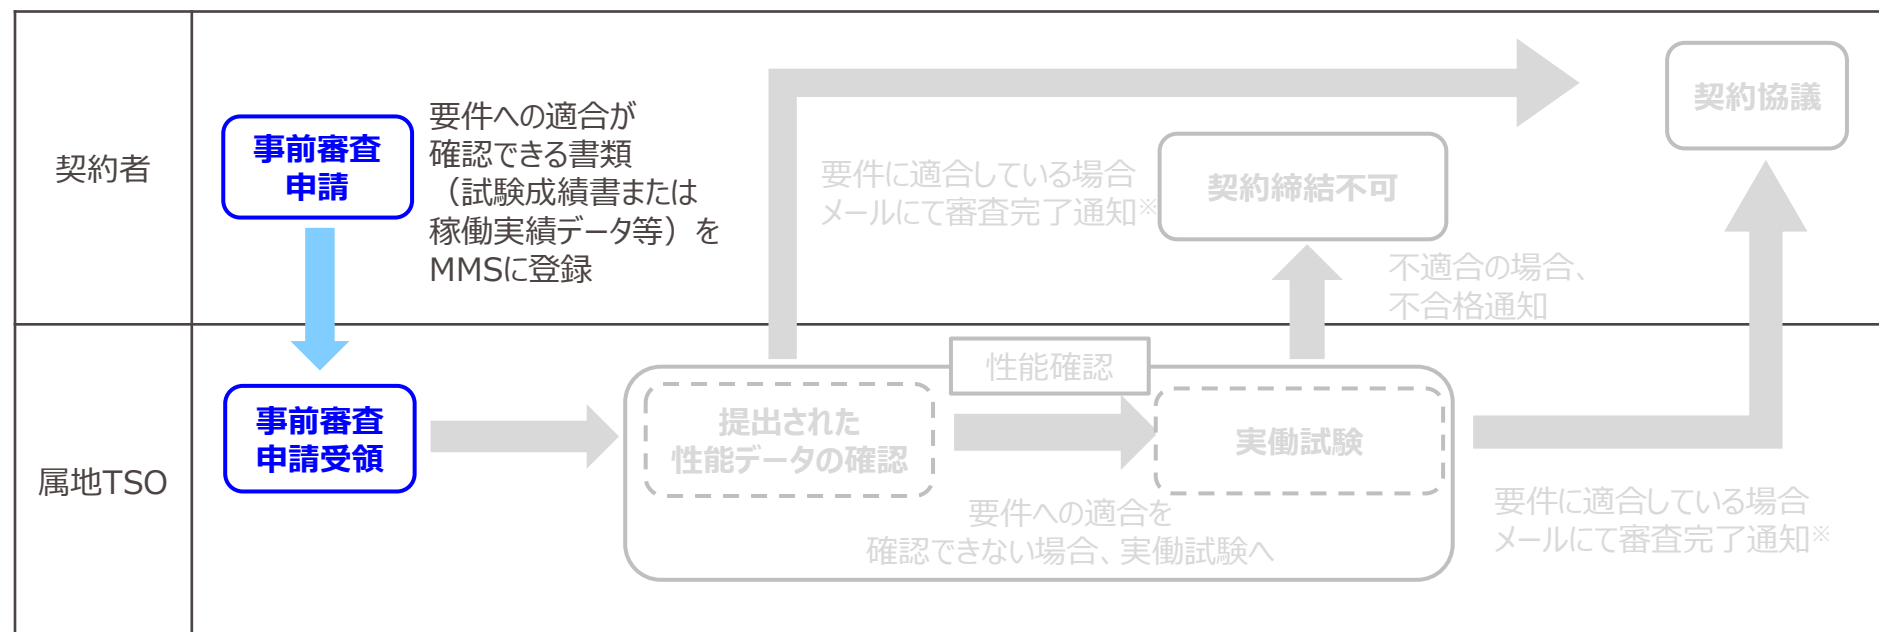 契約者
事前審査
申請
要件への適合が
確認できる書類
（試験成績書または
稼働実績データ等）を
MMSに登録
要件に適合している場合
メールにて審査完了通知※
契約締結不可
契約協議
不適合の場合、
不合格通知
属地TSO
事前審査
申請受領
性能確認
提出された
性能データの確認
実働試験
要件への適合を
確認できない場合、実働試験へ
要件に適合している場合
メールにて審査完了通知※